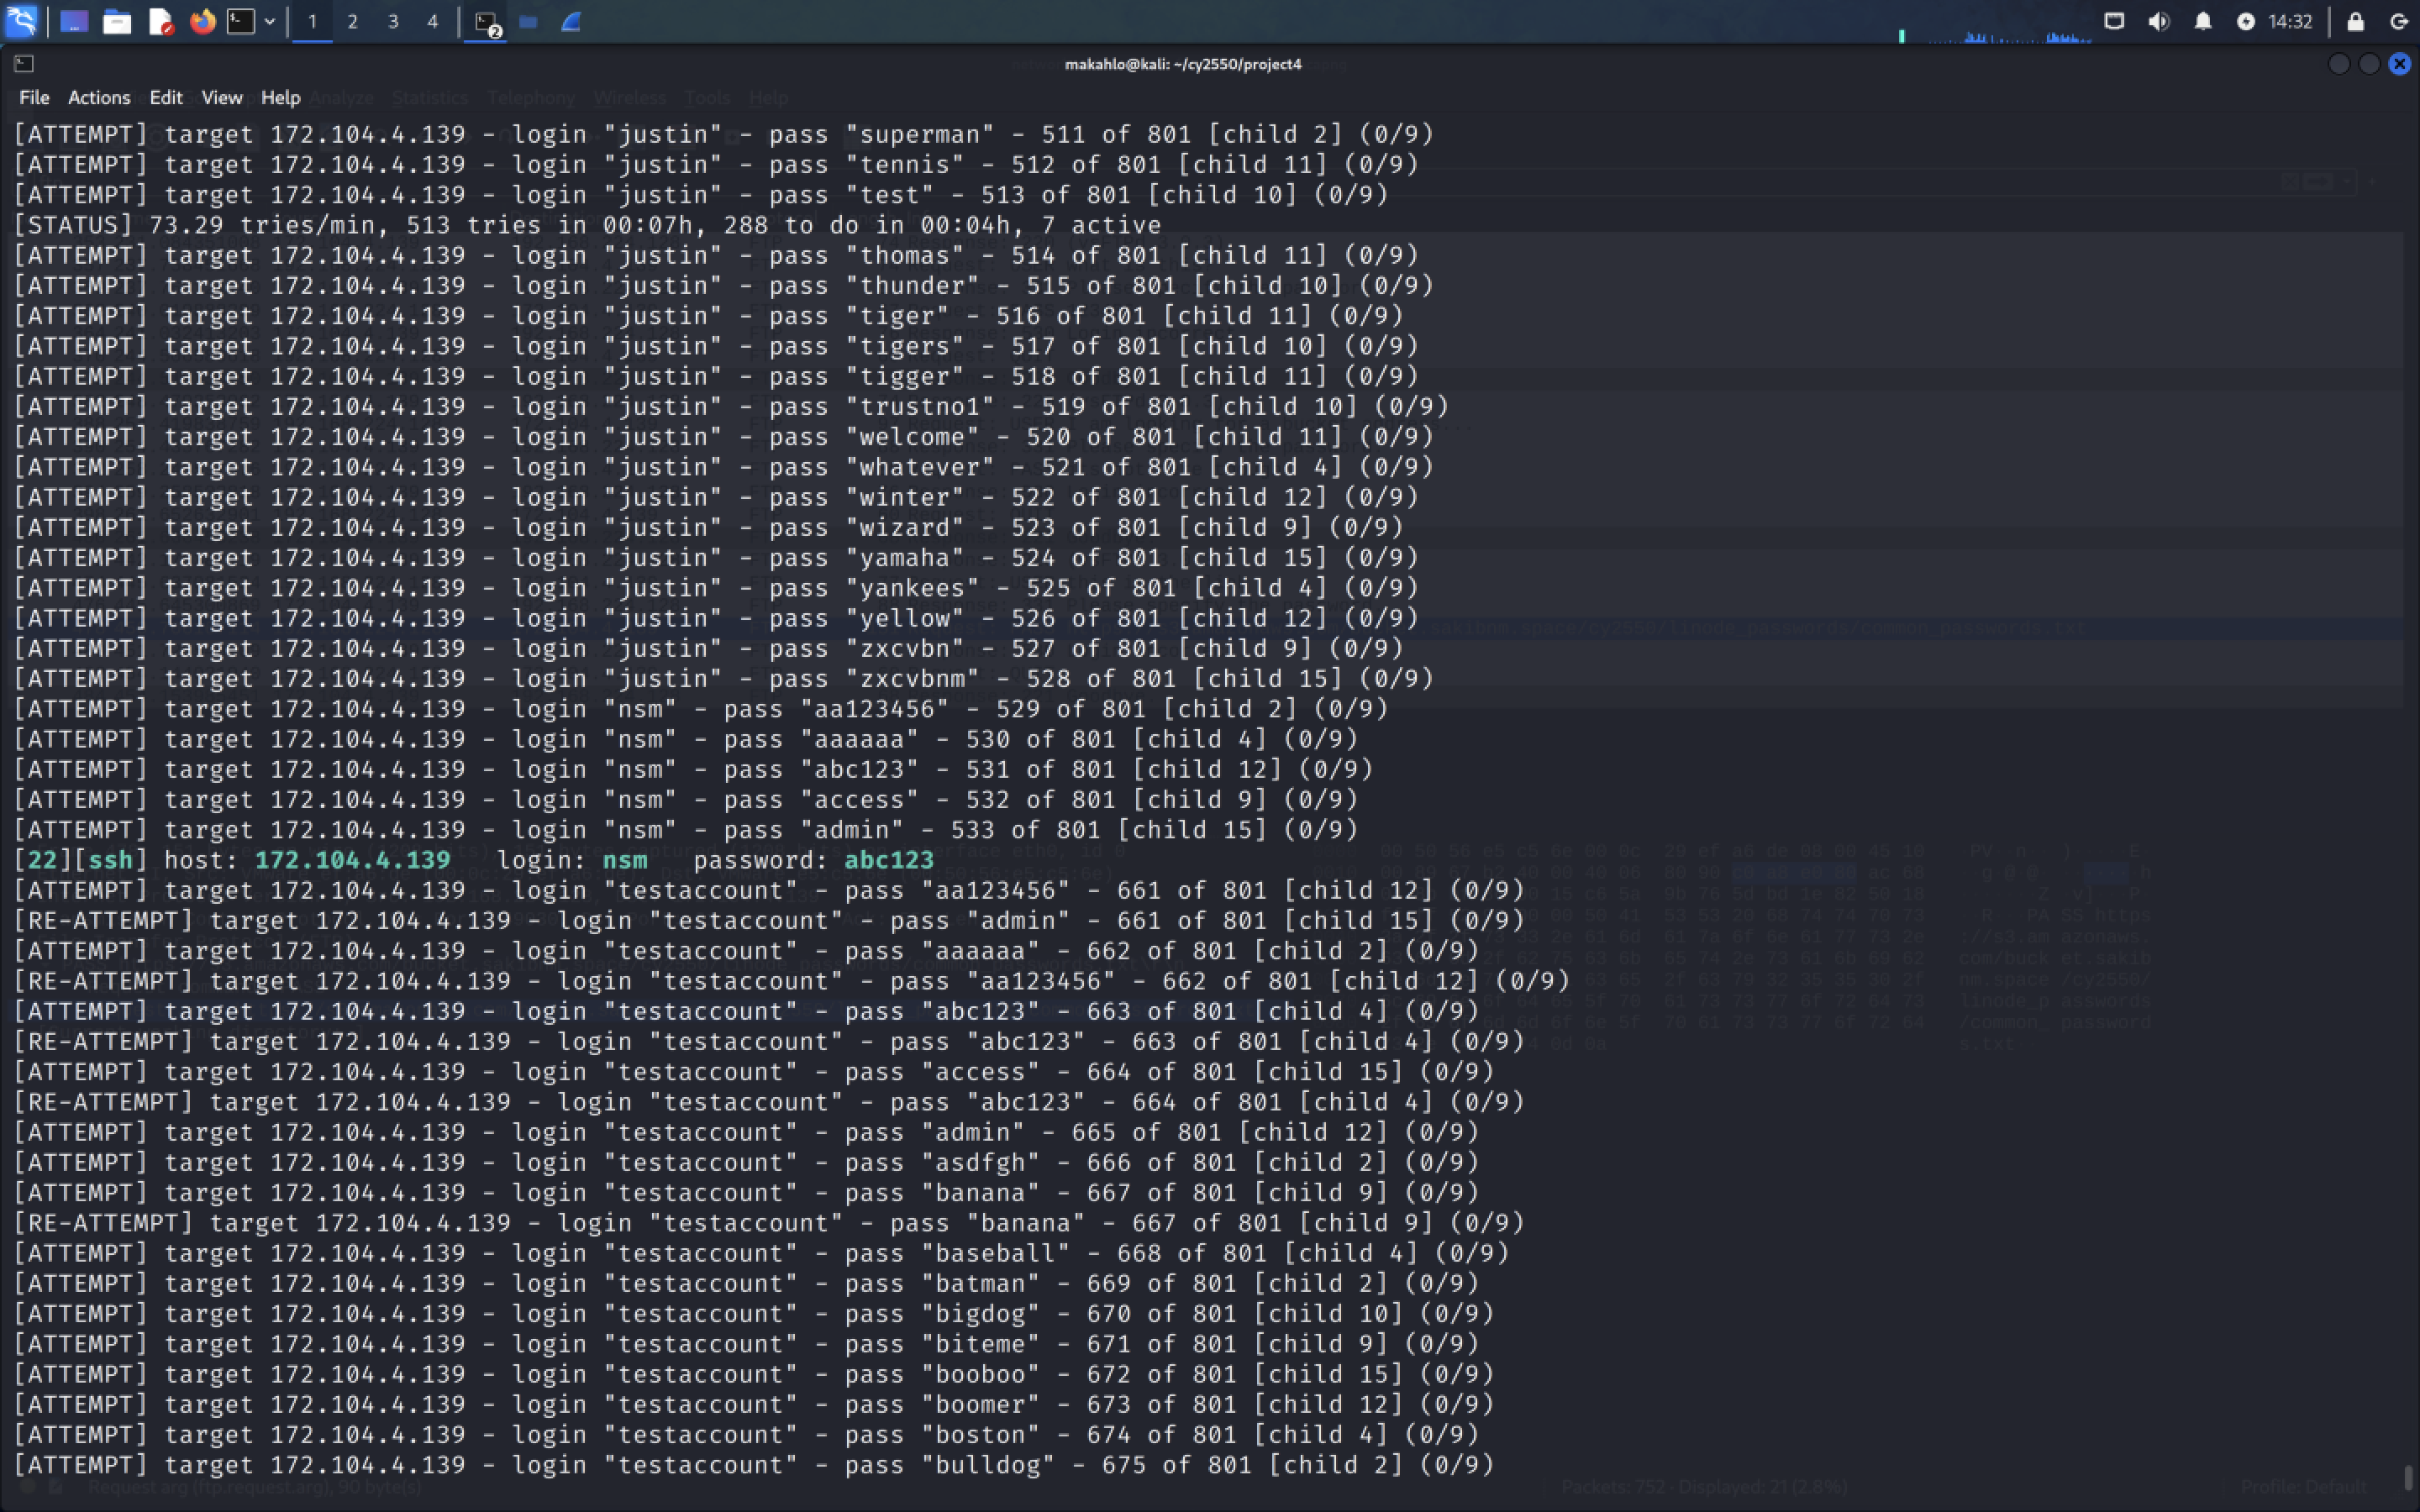 1 2 3 4 2 14:32
makahlo@kali: ~/cy2550/project4
File Actions Edit View Help Analyze Statistics Telephony Wireless Tools Help
[ATTEMPT] target 172.104.4.139 - login "justin" - pass "superman" - 511 of 801 [child 2] (0/9)
[ATTEMPT] target 172.104.4.139 - login "justin" - pass "tennis" - 512 of 801 [child 11] (0/9)
[ATTEMPT] target 172.104.4.139 - login "justin" - pass "test" - 513 of 801 [child 10] (0/9)
[STATUS] 73.29 tries/min, 513 tries in 00:07h, 288 to do in 00:04h, 7 active
[ATTEMPT] target 172.104.4.139 - login "justin" - pass "thomas" - 514 of 801 [child 11] (0/9)
[ATTEMPT] target 172.104.4.139 - login "justin" - pass "thunder" - 515 of 801 [child 10] (0/9)
[ATTEMPT] target 172.104.4.139 - login "justin" - pass "tiger" - 516 of 801 [child 11] (0/9)
[ATTEMPT] target 172.104.4.139 - login "justin" - pass "tigers" - 517 of 801 [child 10] (0/9)
[ATTEMPT] target 172.104.4.139 - login "justin" - pass "tigger" - 518 of 801 [child 11] (0/9)
[ATTEMPT] target 172.104.4.139 - login "justin" - pass "trustno1" - 519 of 801 [child 10] (0/9)
[ATTEMPT] target 172.104.4.139 - login "justin" - pass "welcome" - 520 of 801 [child 11] (0/9)
[ATTEMPT] target 172.104.4.139 - login "justin" - pass "whatever" - 521 of 801 [child 4] (0/9)
[ATTEMPT] target 172.104.4.139 - login "justin" - pass "winter" - 522 of 801 [child 12] (0/9)
[ATTEMPT] target 172.104.4.139 - login "justin" - pass "wizard" - 523 of 801 [child 9] (0/9)
[ATTEMPT] target 172.104.4.139 - login "justin" - pass "yamaha" - 524 of 801 [child 15] (0/9)
[ATTEMPT] target 172.104.4.139 - login "justin" - pass "yankees" - 525 of 801 [child 4] (0/9)
[ATTEMPT] target 172.104.4.139 - login "justin" - pass "yellow" - 526 of 801 [child 12] (0/9)
[ATTEMPT] target 172.104.4.139 - login "justin" - pass "zxcvbn" - 527 of 801 [child 9] (0/9)
[ATTEMPT] target 172.104.4.139 - login "justin" - pass "zxcvbnm" - 528 of 801 [child 15] (0/9)
[ATTEMPT] target 172.104.4.139 - login "nsm" - pass "aa123456" - 529 of 801 [child 2] (0/9)
[ATTEMPT] target 172.104.4.139 - login "nsm" - pass "aaaaaa" - 530 of 801 [child 4] (0/9)
[ATTEMPT] target 172.104.4.139 - login "nsm" - pass "abc123" - 531 of 801 [child 12] (0/9)
[ATTEMPT] target 172.104.4.139 - login "nsm" - pass "access" - 532 of 801 [child 9] (0/9)
[ATTEMPT] target 172.104.4.139 - login "nsm" - pass "admin" - 533 of 801 [child 15] (0/9)
[22][ssh] host: 172.104.4.139 login: nsm password: abc123
[ATTEMPT] target 172.104.4.139 - login "testaccount" - pass "aa123456" - 661 of 801 [child 12] (0/9)
[RE-ATTEMPT] target 172.104.4.139 - login "testaccount" - pass "admin" - 661 of 801 [child 15] (0/9)
[ATTEMPT] target 172.104.4.139 - login "testaccount" - pass "aaaaaa" - 662 of 801 [child 2] (0/9)
[RE-ATTEMPT] target 172.104.4.139 - login "testaccount" - pass "aa123456" - 662 of 801 [child 12] (0/9)
[ATTEMPT] target 172.104.4.139 - login "testaccount" - pass "abc123" - 663 of 801 [child 4] (0/9)
[RE-ATTEMPT] target 172.104.4.139 - login "testaccount" - pass "abc123" - 663 of 801 [child 4] (0/9)
[ATTEMPT] target 172.104.4.139 - login "testaccount" - pass "access" - 664 of 801 [child 15] (0/9)
[RE-ATTEMPT] target 172.104.4.139 - login "testaccount" - pass "abc123" - 664 of 801 [child 4] (0/9)
[ATTEMPT] target 172.104.4.139 - login "testaccount" - pass "admin" - 665 of 801 [child 12] (0/9)
[ATTEMPT] target 172.104.4.139 - login "testaccount" - pass "asdfgh" - 666 of 801 [child 2] (0/9)
[ATTEMPT] target 172.104.4.139 - login "testaccount" - pass "banana" - 667 of 801 [child 9] (0/9)
[RE-ATTEMPT] target 172.104.4.139 - login "testaccount" - pass "banana" - 667 of 801 [child 9] (0/9)
[ATTEMPT] target 172.104.4.139 - login "testaccount" - pass "baseball" - 668 of 801 [child 4] (0/9)
[ATTEMPT] target 172.104.4.139 - login "testaccount" - pass "batman" - 669 of 801 [child 2] (0/9)
[ATTEMPT] target 172.104.4.139 - login "testaccount" - pass "bigdog" - 670 of 801 [child 10] (0/9)
[ATTEMPT] target 172.104.4.139 - login "testaccount" - pass "biteme" - 671 of 801 [child 9] (0/9)
[ATTEMPT] target 172.104.4.139 - login "testaccount" - pass "booboo" - 672 of 801 [child 15] (0/9)
[ATTEMPT] target 172.104.4.139 - login "testaccount" - pass "boomer" - 673 of 801 [child 12] (0/9)
[ATTEMPT] target 172.104.4.139 - login "testaccount" - pass "boston" - 674 of 801 [child 4] (0/9)
[ATTEMPT] target 172.104.4.139 - login "testaccount" - pass "bulldog" - 675 of 801 [child 2] (0/9)
Request arg (ftp.request.arg), 90 byte(s) Packets: 752 · Displayed: 21 (2.8%) Profile: Default